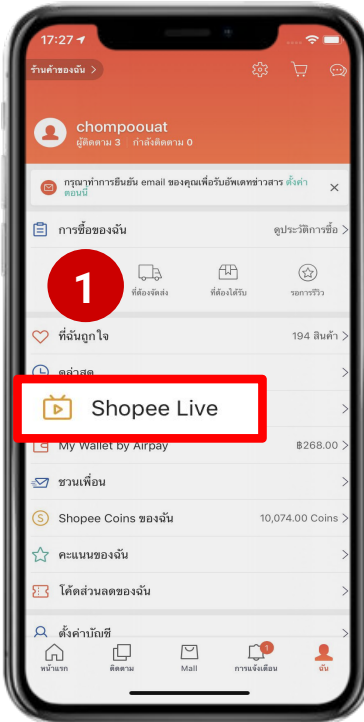 17:27
ร้านค้าของฉัน >
chompoouat
ผู้ติดตาม 3 | กำลังติดตาม 0
กรุณาทำการยืนยัน email ของคุณเพื่อรับอัพเดทข่าวสาร ตั้งค่า
ตอนนี้
การซื้อของฉัน ดูประวัติการซื้อ >
1
ที่ต้องจัดส่ง ที่ต้องได้รับ รอการรีวิว
ที่ฉันถูกใจ 194 สินค้า >
ดูล่าสุด >
Shopee Live >
My Wallet by Airpay ฿268.00 >
ชวนเพื่อน >
Shopee Coins ของฉัน 10,074.00 Coins >
คะแนนของฉัน >
โค้ดส่วนลดของฉัน >
ตั้งค่าบัญชี >
หน้าแรก ติดตาม Mall การแจ้งเตือน 1 ฉัน